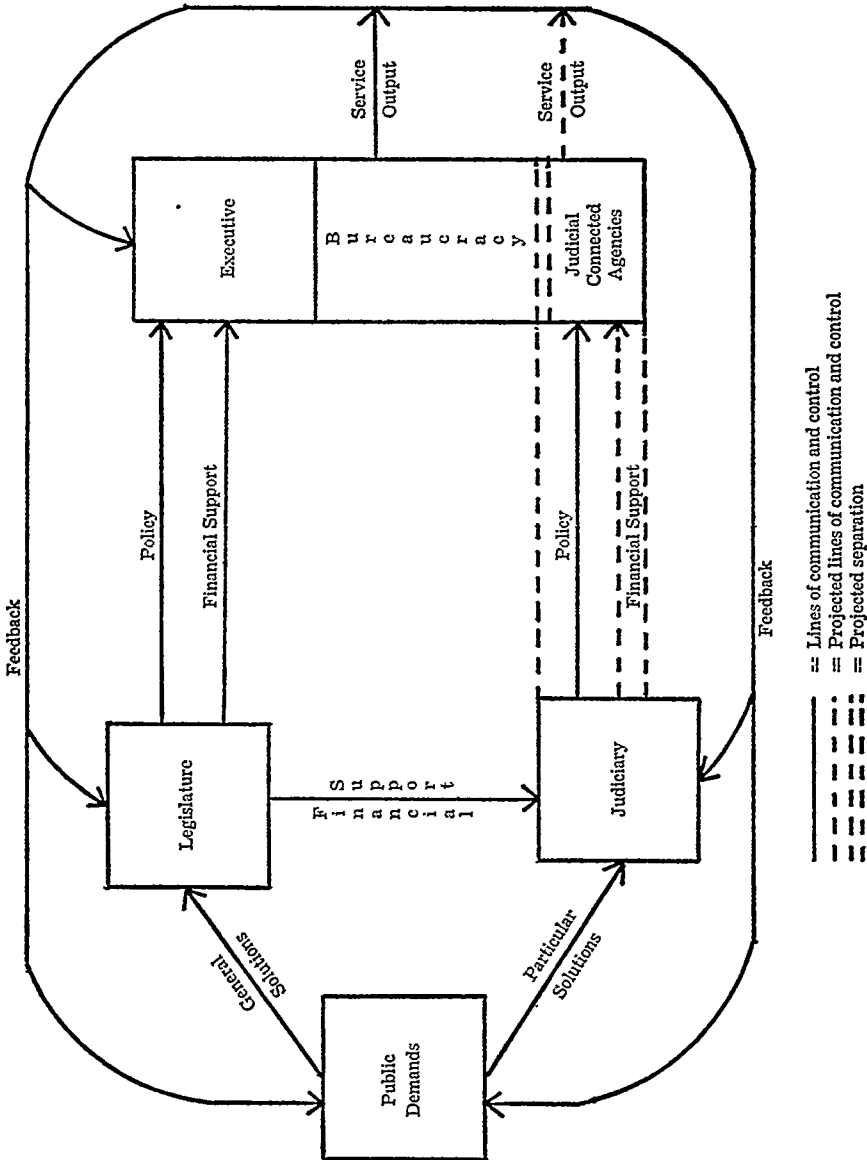 Feedback
Public
Demands
General
Solutions
Particular
Solutions
Legislature
Financial
Support
Judiciary
Policy
Financial Support
Policy
Financial Support
Executive
Burcaucracy
Judicial
Connected
Agencies
Service
Output
Service
Output
Feedback
= Lines of communication and control
= Projected lines of communication and control
= Projected separation